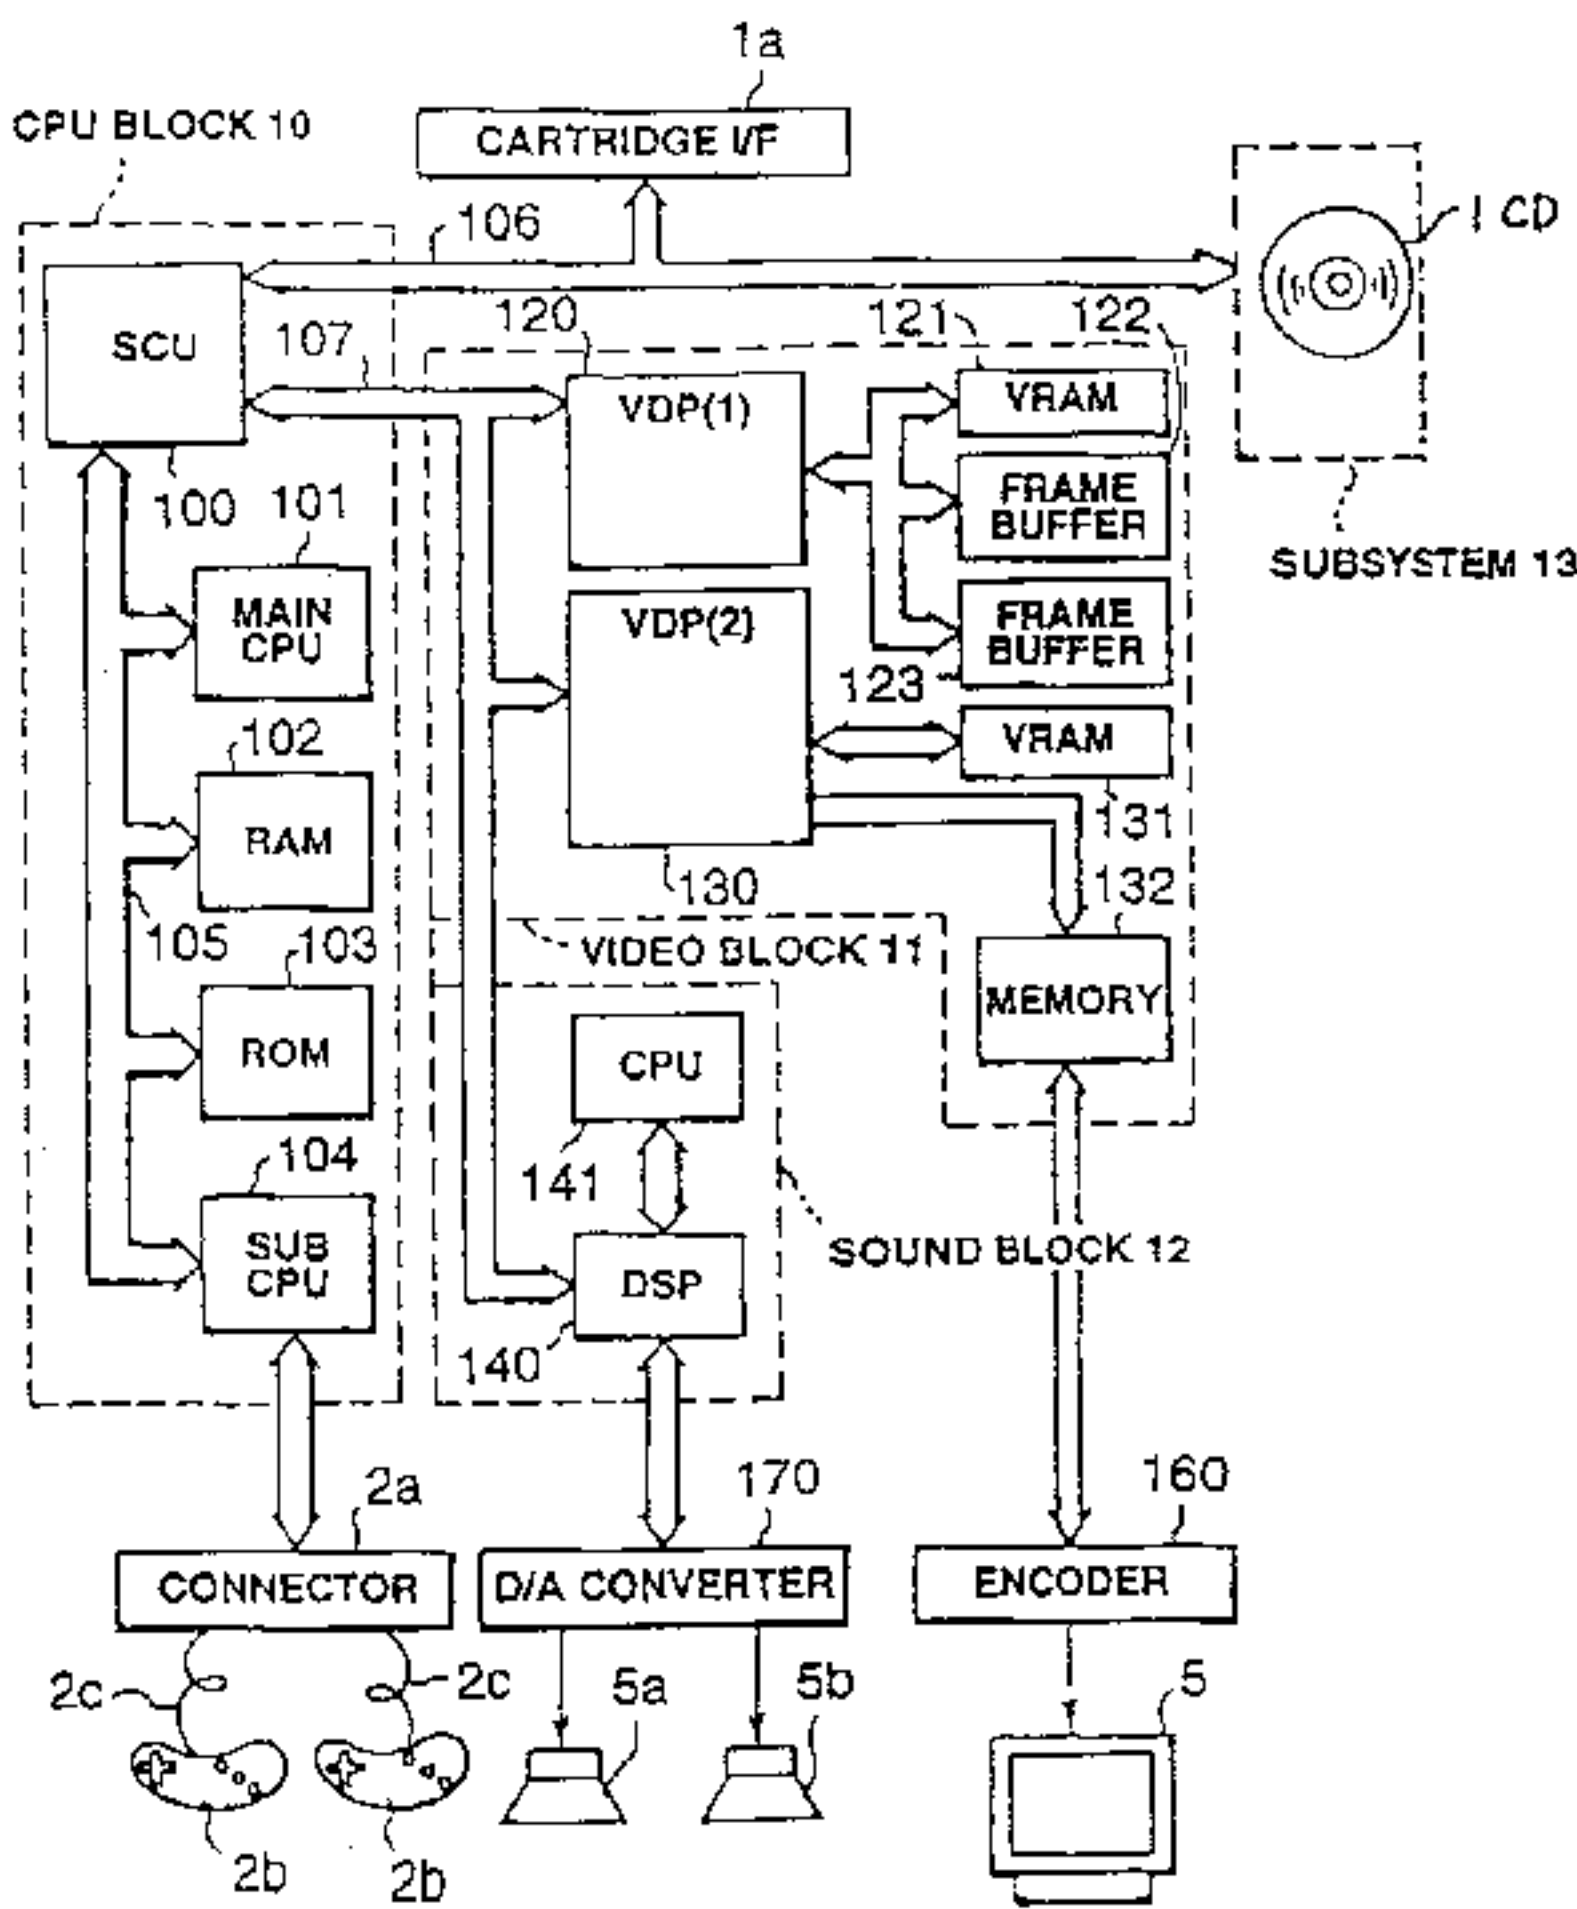 1a
CPU BLOCK 10
CARTRIDGE I/F
106
1 CD
SCU
107
120
121
122
VDP(1)
VRAM
100
101
FRAME
BUFFER
SUBSYSTEM 13
MAIN
CPU
VDP(2)
FRAME
BUFFER
123
102
VRAM
131
RAM
130
132
105
103
VIDEO BLOCK 11
MEMORY
ROM
CPU
104
141
SUB
CPU
SOUND BLOCK 12
DSP
140
2a
170
160
CONNECTOR
D/A CONVERTER
ENCODER
2c
2c
5a
5b
5
2b
2b